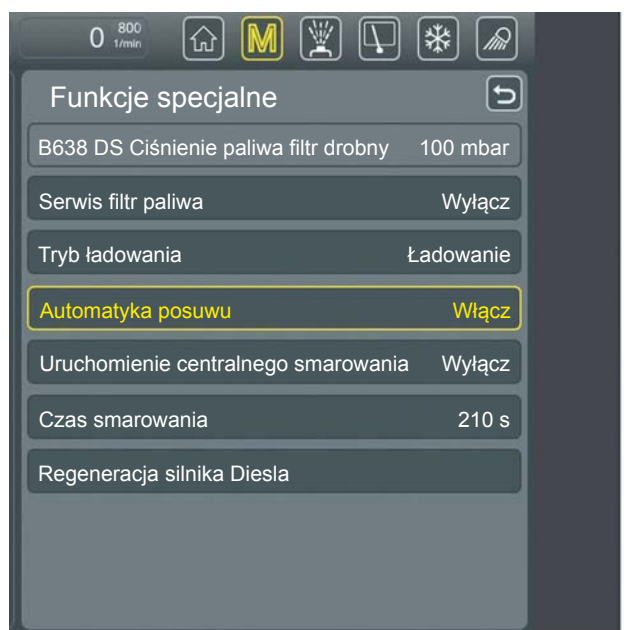 0 800 1/min M
Funkcje specjalne
B638 DS Ciśnienie paliwa filtr drobny 100 mbar
Serwis filtr paliwa Wyłącz
Tryb ładowania Ładowanie
Automatyka posuwu Włącz
Uruchomienie centralnego smarowania Wyłącz
Czas smarowania 210 s
Regeneracja silnika Diesla